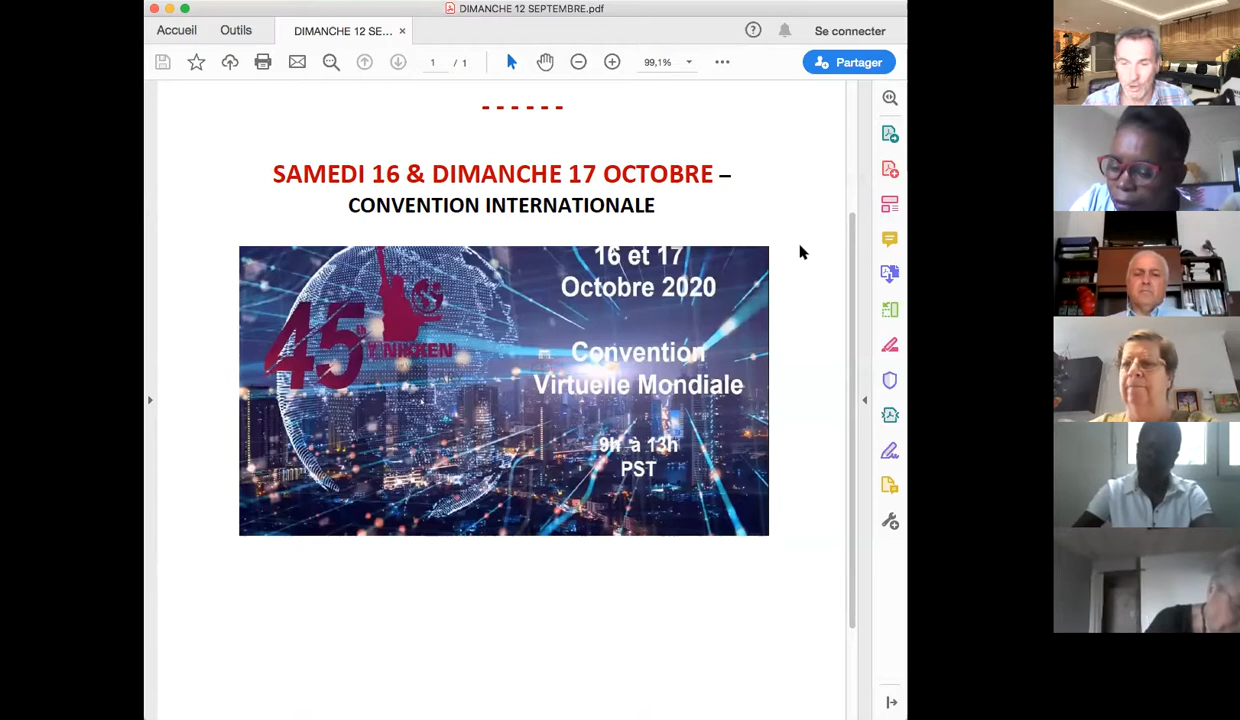 DIMANCHE 12 SEPTEMBRE.pdf
Accueil Outils DIMANCHE 12 SE... × ? Se connecter
1 / 1 99,1% Partager
- - - - - -
SAMEDI 16 & DIMANCHE 17 OCTOBRE –
CONVENTION INTERNATIONALE
16 et 17
Octobre 2020
45
NIKKEN
Convention
Virtuelle Mondiale
9h à 13h
PST